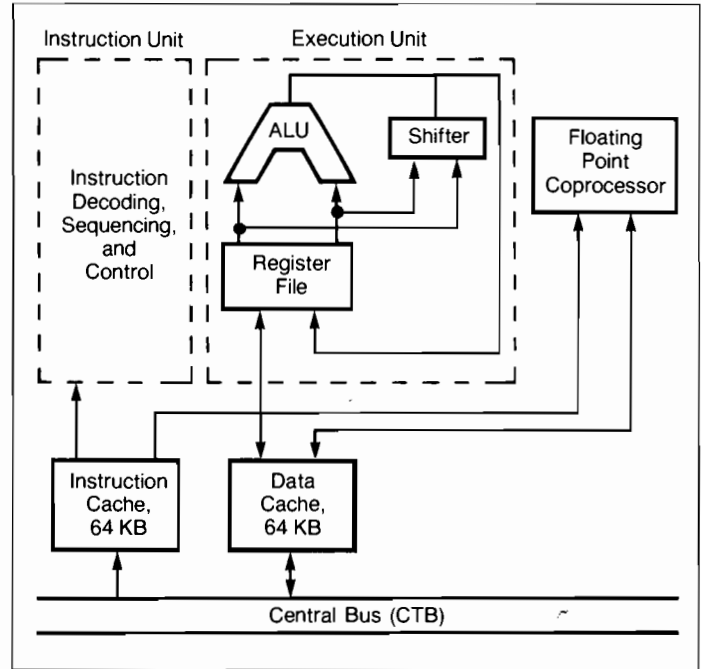 Instruction Unit
Execution Unit
ALU
Shifter
Floating
Point
Coprocessor
Instruction
Decoding,
Sequencing,
and
Control
Register
File
Instruction
Cache,
64 KB
Data
Cache,
64 KB
Central Bus (CTB)